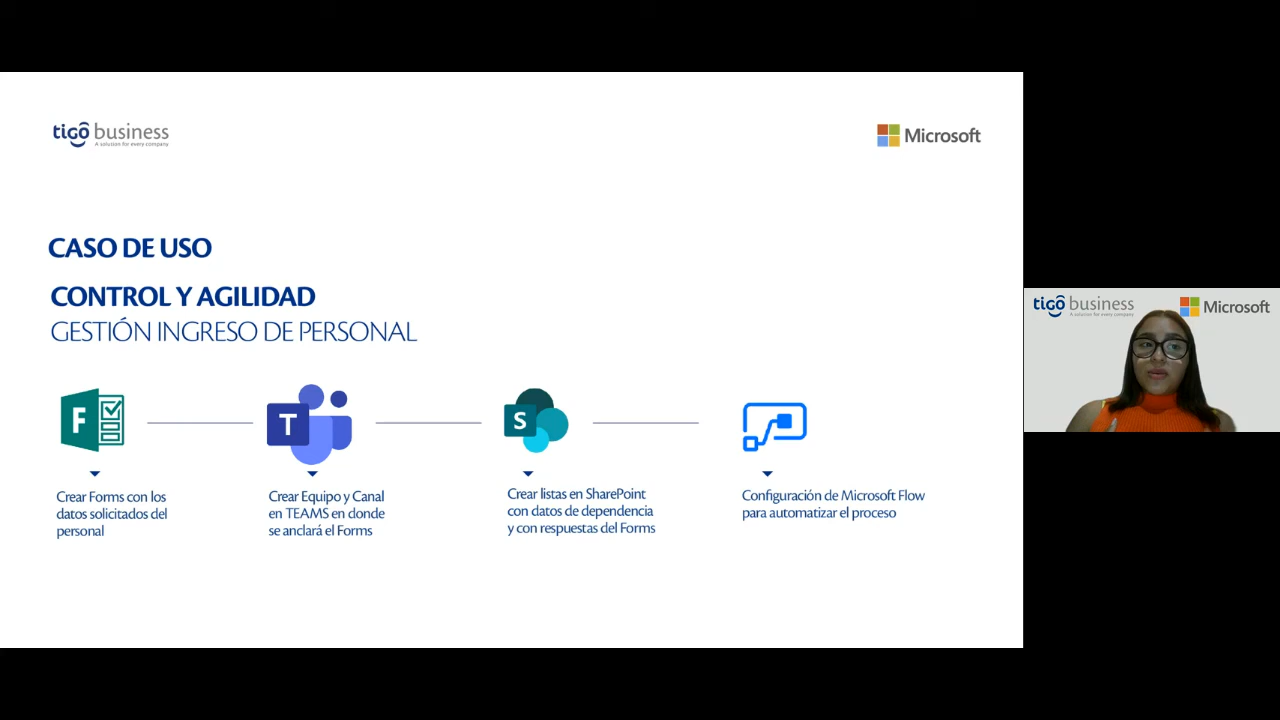 tigo business
A solution for every company
Microsoft
CASO DE USO
CONTROL Y AGILIDAD
GESTIÓN INGRESO DE PERSONAL
F
T
S
Crear Forms con los
datos solicitados del
personal
Crear Equipo y Canal
en TEAMS en donde
se anclará el Forms
Crear listas en SharePoint
con datos de dependencia
y con respuestas del Forms
Configuración de Microsoft Flow
para automatizar el proceso
tigo business
A solution for every company
Microsoft